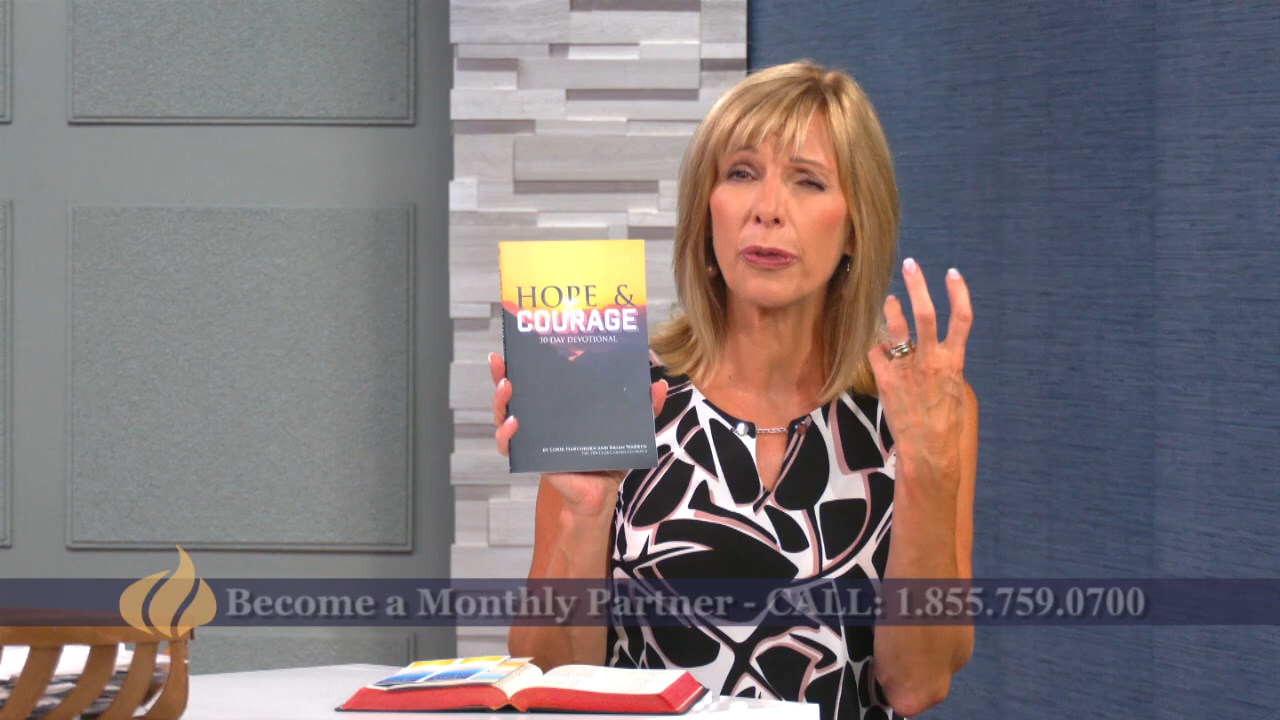 HOPE &
COURAGE
30-DAY DEVOTIONAL
Become a Monthly Partner - CALL: 1.855.759.0700